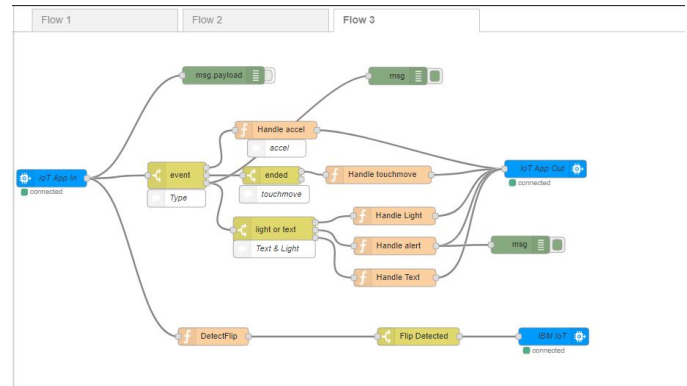 Flow 1
Flow 2
Flow 3
msg.payload
msg
Handle accel
accel
IoT App In
connected
event
Type
ended
touchmove
Handle touchmove
IoT App Out
connected
light or text
Text & Light
Handle Light
Handle alert
msg
Handle Text
DetectFlip
Flip Detected
IBM IoT
connected